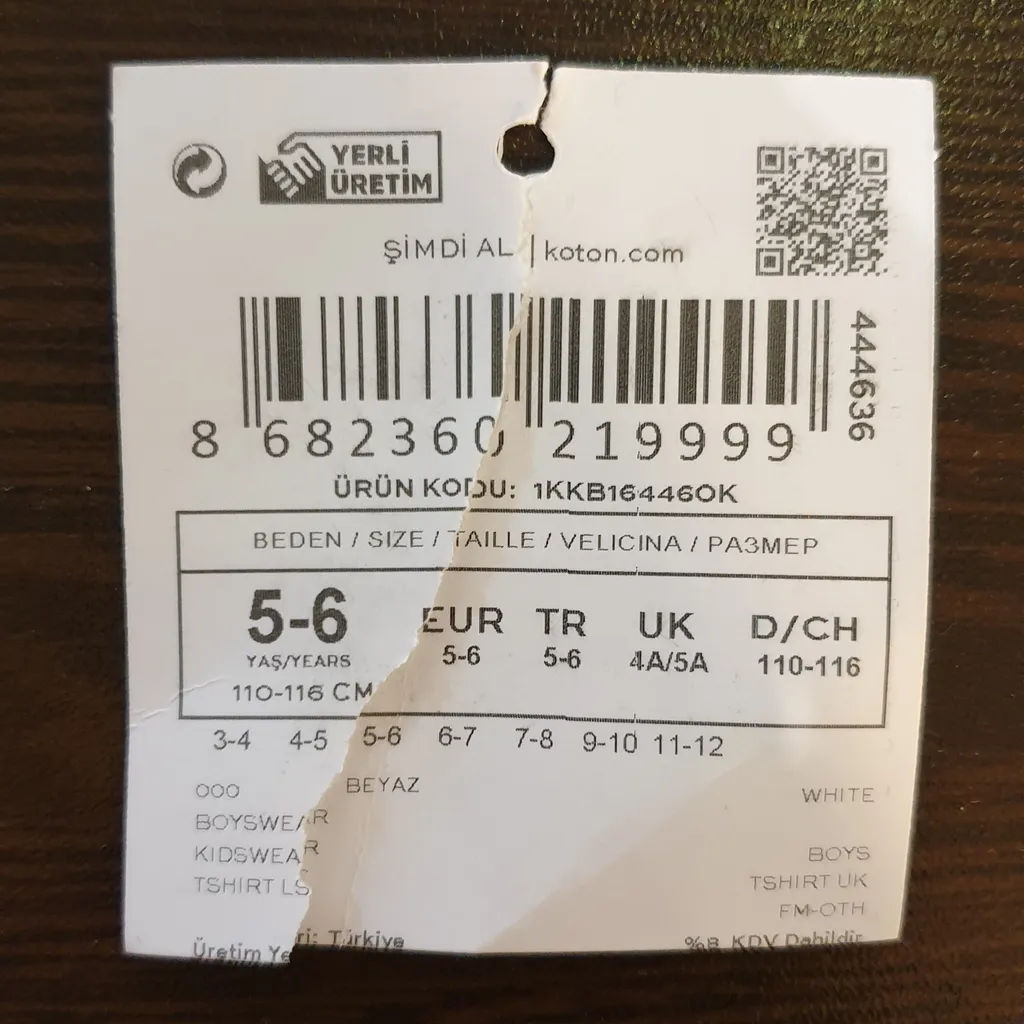 YERLİ
ÜRETİM
ŞİMDİ AL | koton.com
444636
8 682360 219999
ÜRÜN KODU: 1KKB16446OK
BEDEN / SIZE / TAILLE / VELICINA / РАЗМЕР
5-6 EUR TR UK D/CH
YAŞ/YEARS 5-6 5-6 4A/5A 110-116
110-116 CM
3-4 4-5 5-6 6-7 7-8 9-10 11-12
000 BEYAZ WHITE
BOYSWEAR
KIDSWEAR BOYS
TSHIRT LS TSHIRT UK
FM-OTH
Üretim Yeri: Türkiye %8 KDV Dahildir